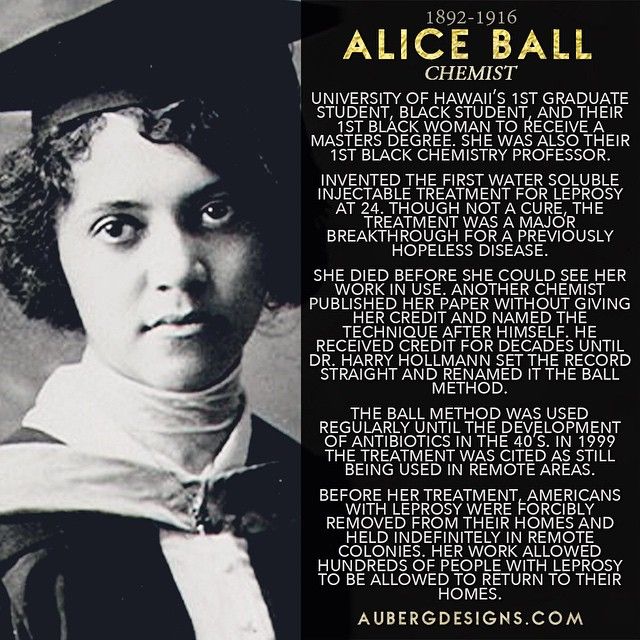 1892-1916
ALICE BALL
CHEMIST
UNIVERSITY OF HAWAII'S 1ST GRADUATE
STUDENT, BLACK STUDENT, AND THEIR
1ST BLACK WOMAN TO RECEIVE A
MASTERS DEGREE. SHE WAS ALSO THEIR
1ST BLACK CHEMISTRY PROFESSOR.
INVENTED THE FIRST WATER SOLUBLE
INJECTABLE TREATMENT FOR LEPROSY
AT 24. THOUGH NOT A CURE, THE
TREATMENT WAS A MAJOR
BREAKTHROUGH FOR A PREVIOUSLY
HOPELESS DISEASE.
SHE DIED BEFORE SHE COULD SEE HER
WORK IN USE. ANOTHER CHEMIST
PUBLISHED HER PAPER WITHOUT GIVING
HER CREDIT AND NAMED THE
TECHNIQUE AFTER HIMSELF. HE
RECEIVED CREDIT FOR DECADES UNTIL
DR. HARRY HOLLMANN SET THE RECORD
STRAIGHT AND RENAMED IT THE BALL
METHOD.
THE BALL METHOD WAS USED
REGULARLY UNTIL THE DEVELOPMENT
OF ANTIBIOTICS IN THE 40'S. IN 1999
THE TREATMENT WAS CITED AS STILL
BEING USED IN REMOTE AREAS.
BEFORE HER TREATMENT, AMERICANS
WITH LEPROSY WERE FORCIBLY
REMOVED FROM THEIR HOMES AND
HELD INDEFINITELY IN REMOTE
COLONIES. HER WORK ALLOWED
HUNDREDS OF PEOPLE WITH LEPROSY
TO BE ALLOWED TO RETURN TO THEIR
HOMES.
AUBERGDESIGNS.COM